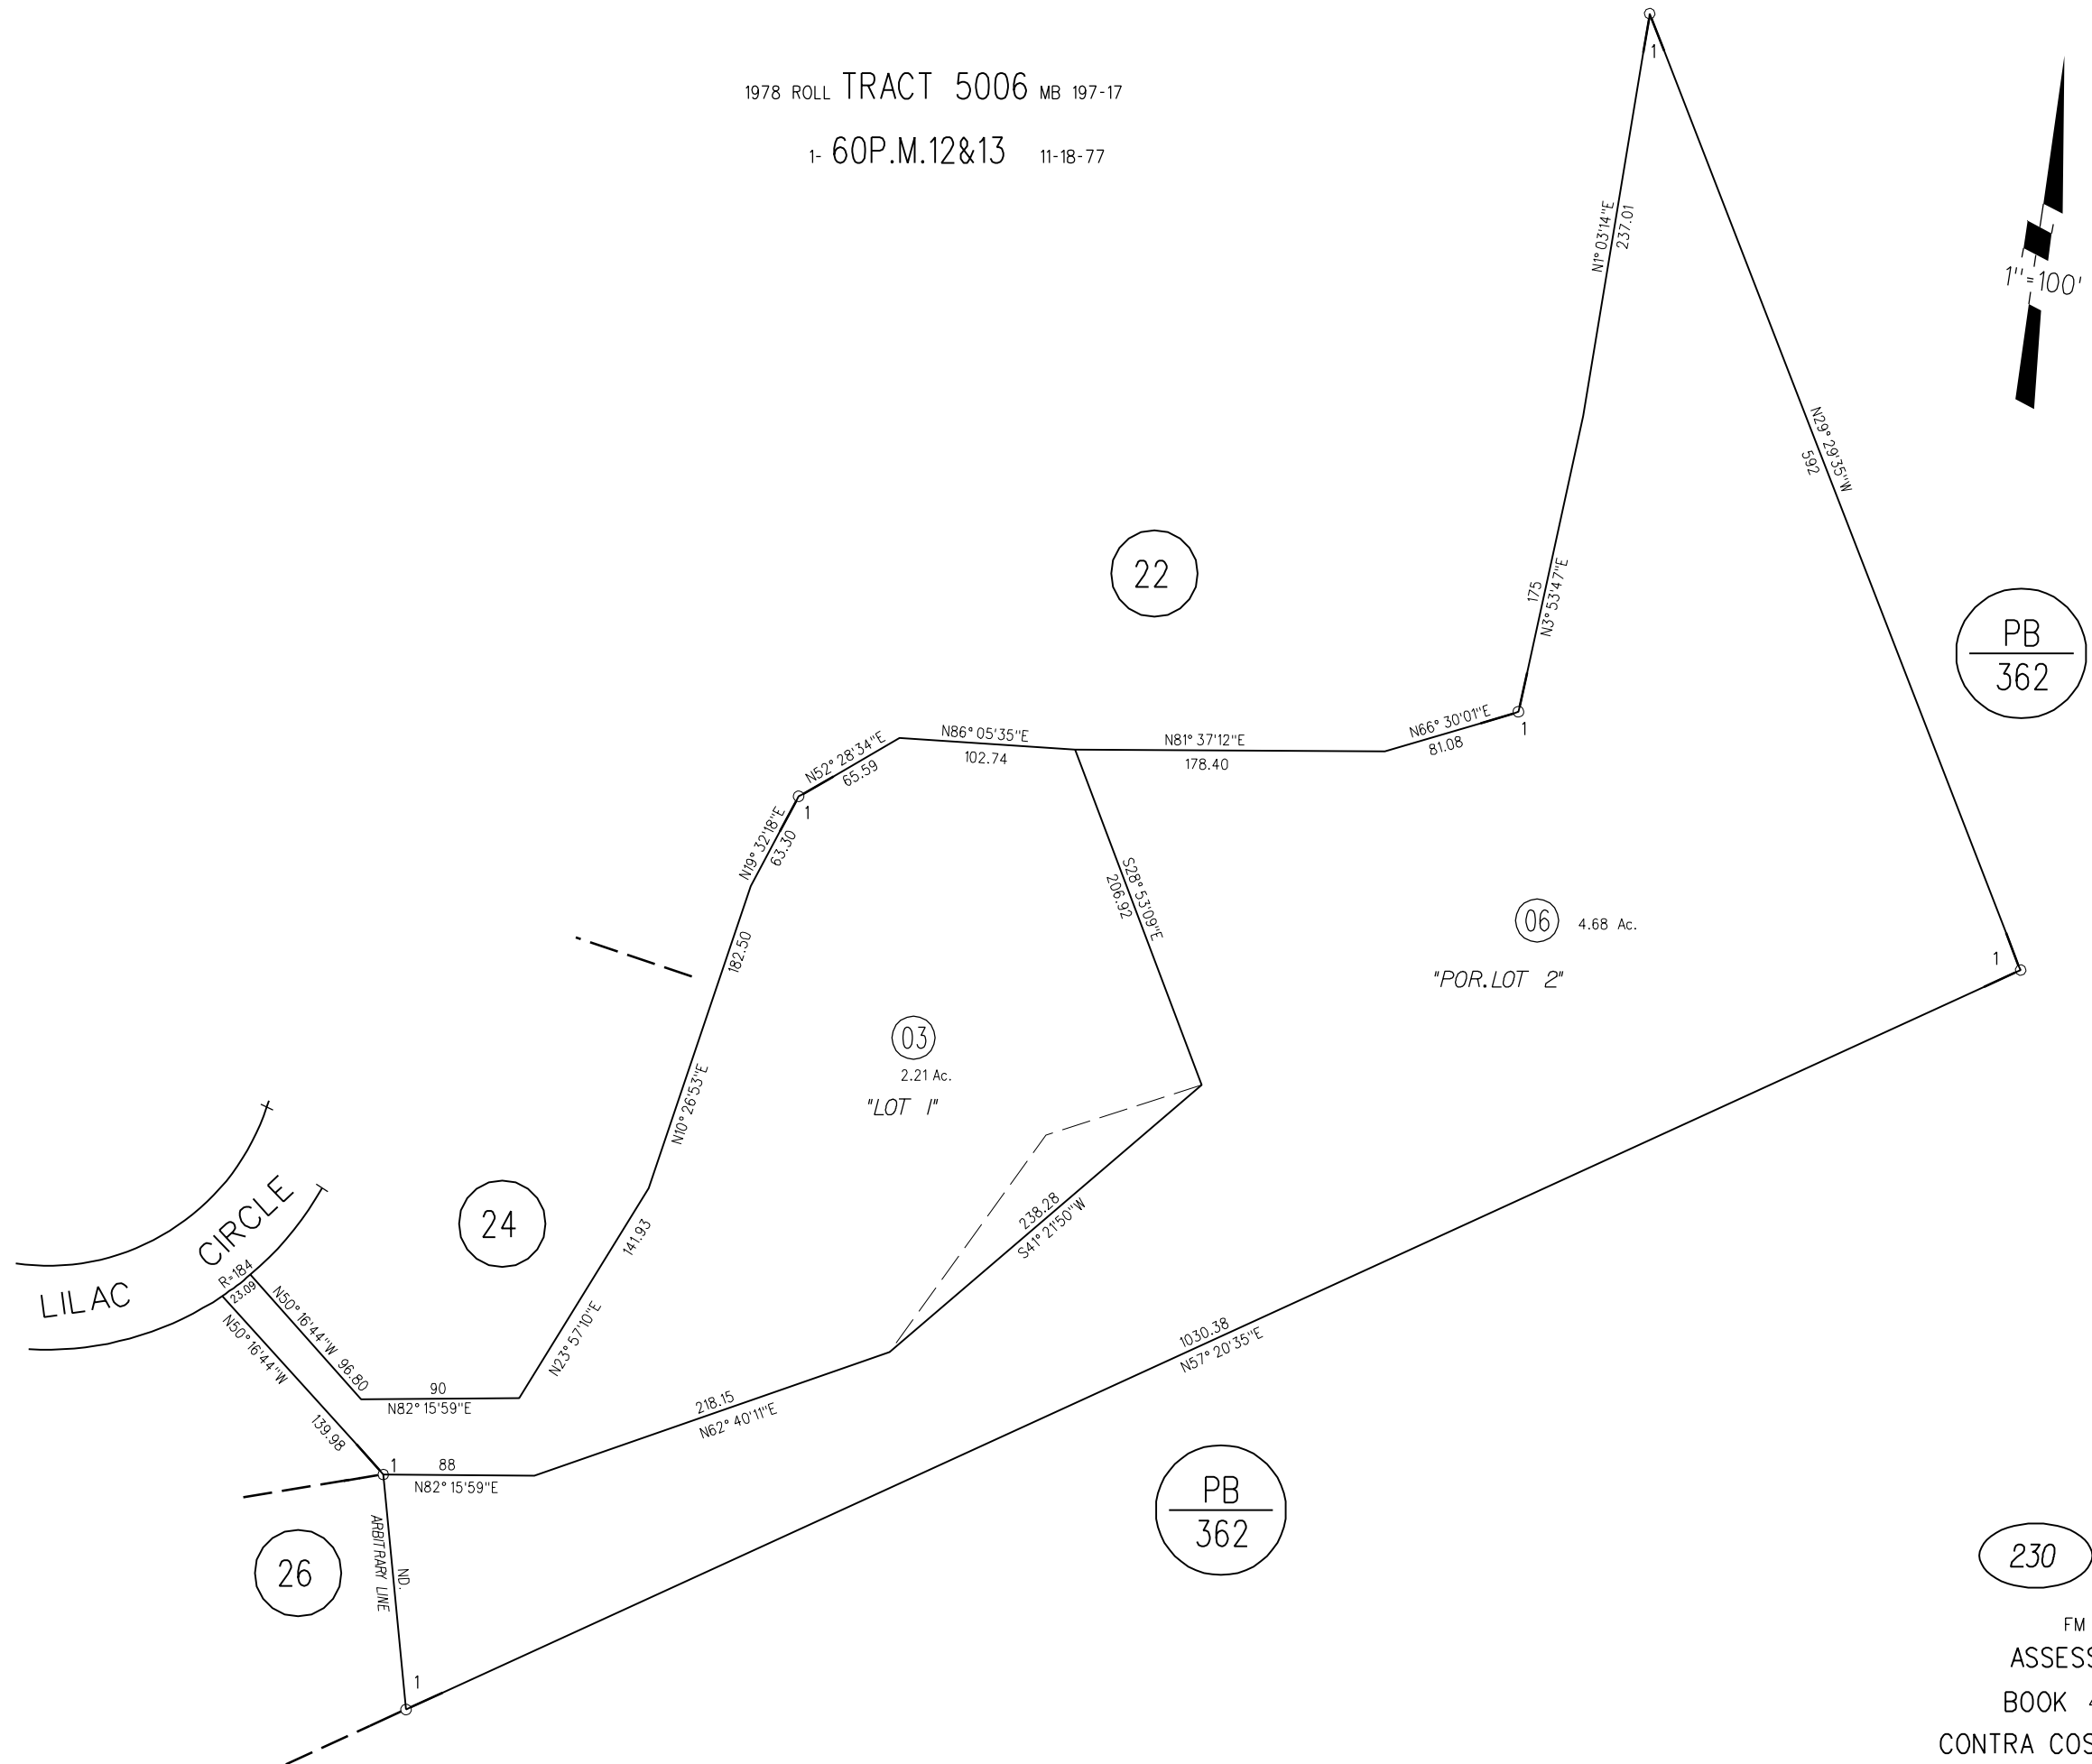 1978 ROLL TRACT 5006 MB 197-17
1- 60P.M.12&13 11-18-77
1
N1° 03'14"E
237.01
1"=100'
N29° 29'35"W
592
22
175
N3° 53'47"E
PB
362
N66° 30'01"E
81.08
1
N86° 05'35"E
102.74
N81° 37'12"E
178.40
N52° 28'34"E
65.59
1
N19° 32'18"E
63.30
S28° 53'09"E
206.92
06 4.68 Ac.
"POR.LOT 2"
1
182.50
N10° 26'53"E
03
2.21 Ac.
"LOT 1"
LILAC CIRCLE
24
238.28
S41° 21'50"W
141.93
N23° 57'10"E
R=184
23.09
N50° 16'44"W 96.80
N50° 16'44"W
139.98
90
N82° 15'59"E
1030.38
N57° 20'35"E
218.15
N62° 40'11"E
1
88
N82° 15'59"E
PB
362
ARBITRARY LINE
ND.
26
1
230
FM
ASSESS
BOOK
CONTRA COS